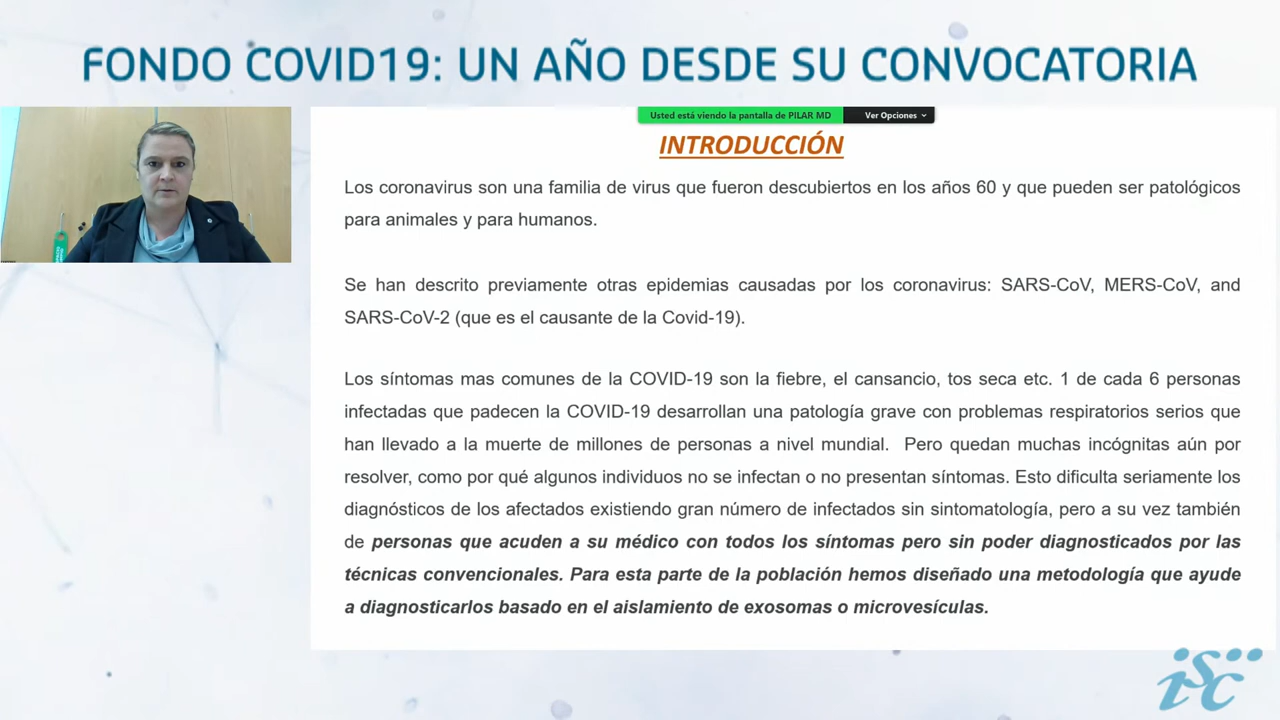 FONDO COVID19: UN AÑO DESDE SU CONVOCATORIA
Usted está viendo la pantalla de PILAR MD
Ver Opciones
INTRODUCCIÓN
Los coronavirus son una familia de virus que fueron descubiertos en los años 60 y que pueden ser patológicos
para animales y para humanos.
Se han descrito previamente otras epidemias causadas por los coronavirus: SARS-CoV, MERS-CoV, and
SARS-CoV-2 (que es el causante de la Covid-19).
Los síntomas mas comunes de la COVID-19 son la fiebre, el cansancio, tos seca etc. 1 de cada 6 personas
infectadas que padecen la COVID-19 desarrollan una patología grave con problemas respiratorios serios que
han llevado a la muerte de millones de personas a nivel mundial. Pero quedan muchas incógnitas aún por
resolver, como por qué algunos individuos no se infectan o no presentan síntomas. Esto dificulta seriamente los
diagnósticos de los afectados existiendo gran número de infectados sin sintomatología, pero a su vez también
de personas que acuden a su médico con todos los síntomas pero sin poder diagnosticados por las
técnicas convencionales. Para esta parte de la población hemos diseñado una metodología que ayude
a diagnosticarlos basado en el aislamiento de exosomas o microvesículas.
isc